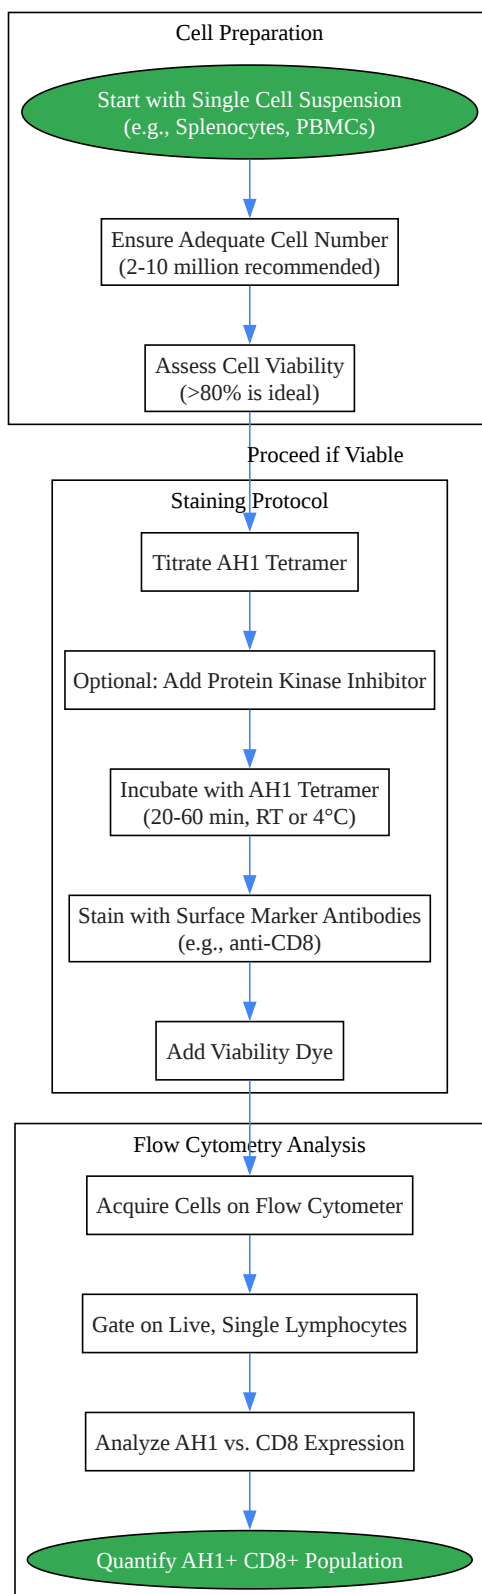 Cell Preparation
Start with Single Cell Suspension
(e.g., Splenocytes, PBMCs)
Ensure Adequate Cell Number
(2-10 million recommended)
Assess Cell Viability
(>80% is ideal)
Proceed if Viable
Staining Protocol
Titrate AH1 Tetramer
Optional: Add Protein Kinase Inhibitor
Incubate with AH1 Tetramer
(20-60 min, RT or 4°C)
Stain with Surface Marker Antibodies
(e.g., anti-CD8)
Add Viability Dye
Flow Cytometry Analysis
Acquire Cells on Flow Cytometer
Gate on Live, Single Lymphocytes
Analyze AH1 vs. CD8 Expression
Quantify AH1+ CD8+ Population